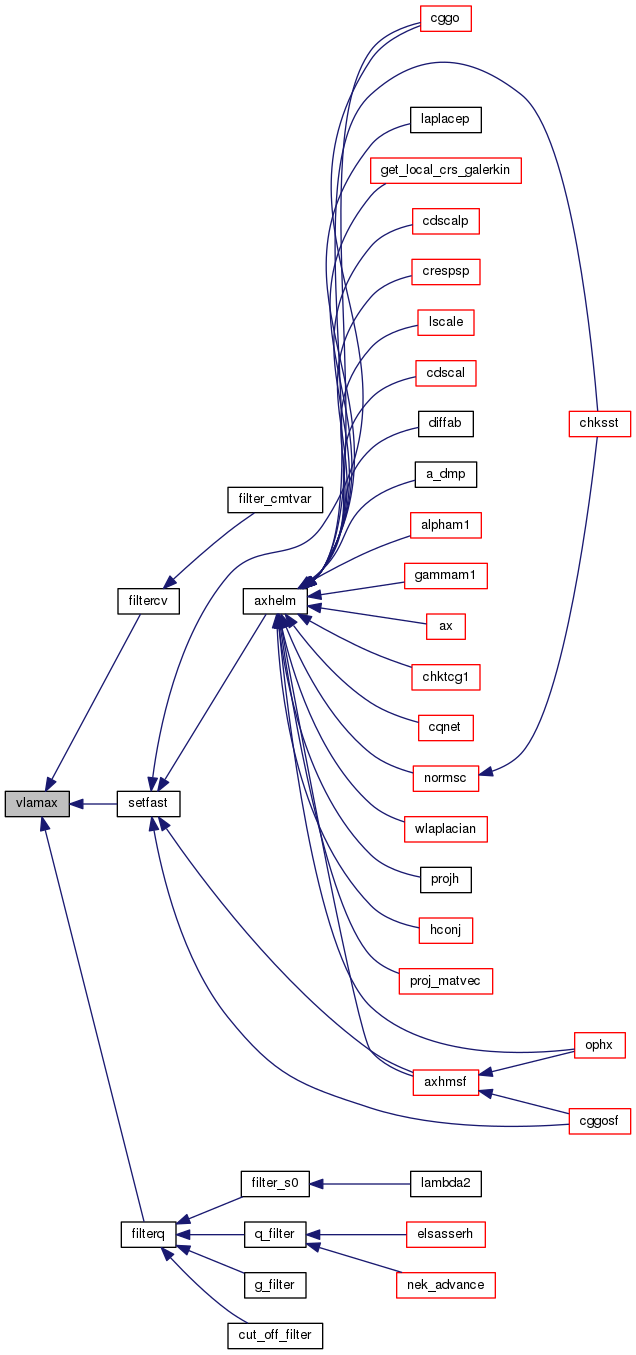 cggo
laplacep
get_local_crs_galerkin
cdscalp
crespsp
lscale
cdscal
chksst
diffab
a_dmp
filter_cmtvar
alpham1
gammam1
filtercv
axhelm
ax
chktcg1
cqnet
normsc
vlamax
setfast
wlaplacian
projh
hconj
proj_matvec
ophx
axhmsf
cggosf
filter_s0
lambda2
filterq
q_filter
elsasserh
g_filter
nek_advance
cut_off_filter